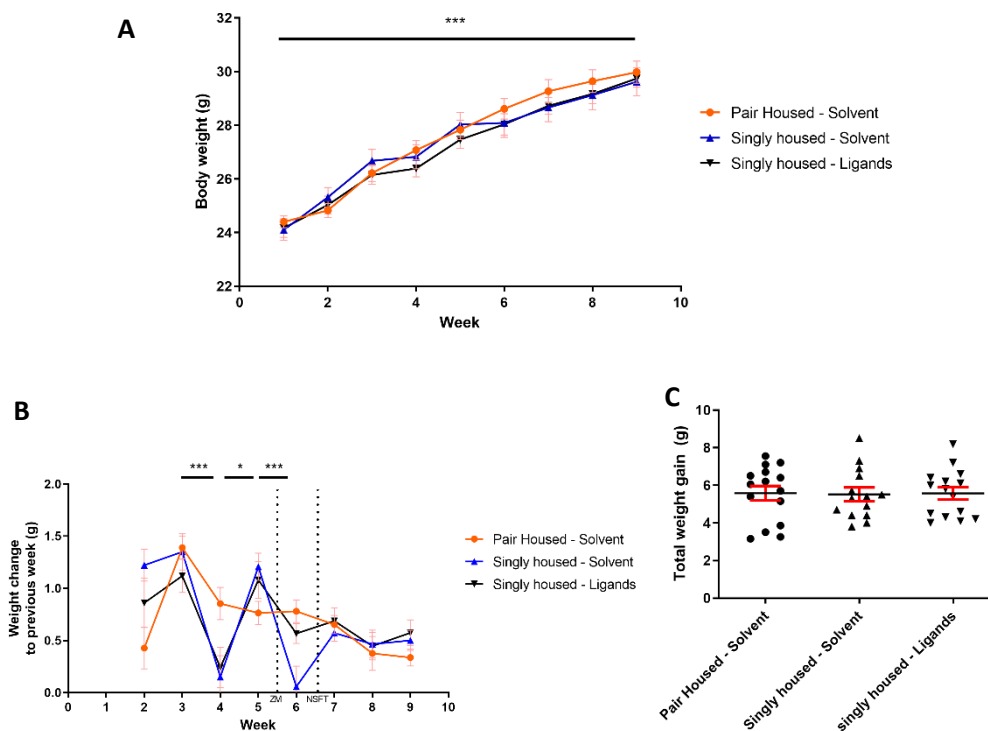 A
***
32
30
28
26
24
22
Body weight (g)
0
2
4
6
8
10
Week
Pair Housed - Solvent
Singly housed - Solvent
Singly housed - Ligands
B
***
*
***
2.0
1.5
1.0
0.5
0.0
Weight change
to previous week (g)
0
1
2
3
4
5
6
7
8
9
10
ZM
NSFT
Week
Pair Housed - Solvent
Singly housed - Solvent
Singly housed - Ligands
C
10
8
6
4
2
0
Total weight gain (g)
Pair Housed - Solvent
Singly housed - Solvent
singly housed - Ligands